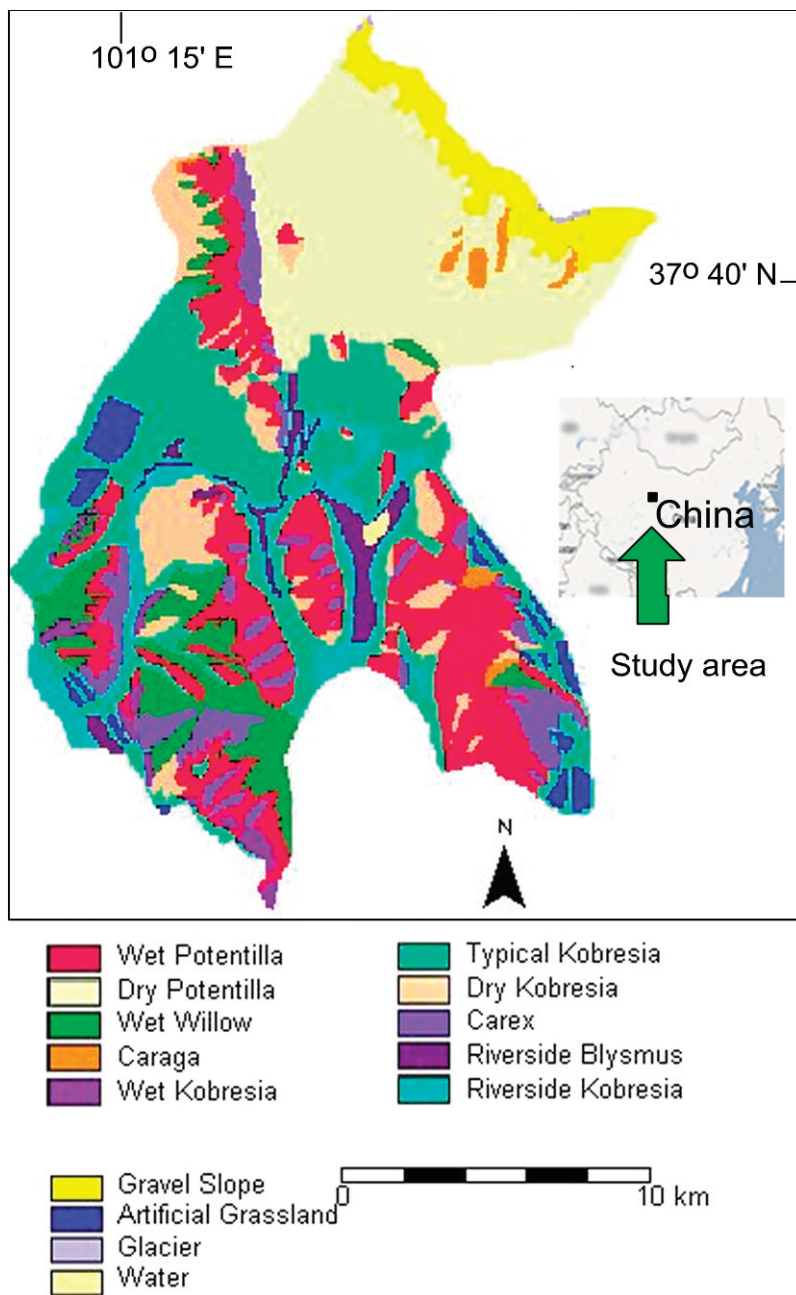 101º 15' E
37º 40' N
China
Study area
N
Wet Potilla
Dry Potentilla
Wet Willow
Caraga
Wet Kobresia
Typical Kobresia
Dry Kobresia
Carex
Riverside Blysmus
Riverside Kobresia
Gravel Slope
Artificial Grassland
Glacier
Water
0 10 km